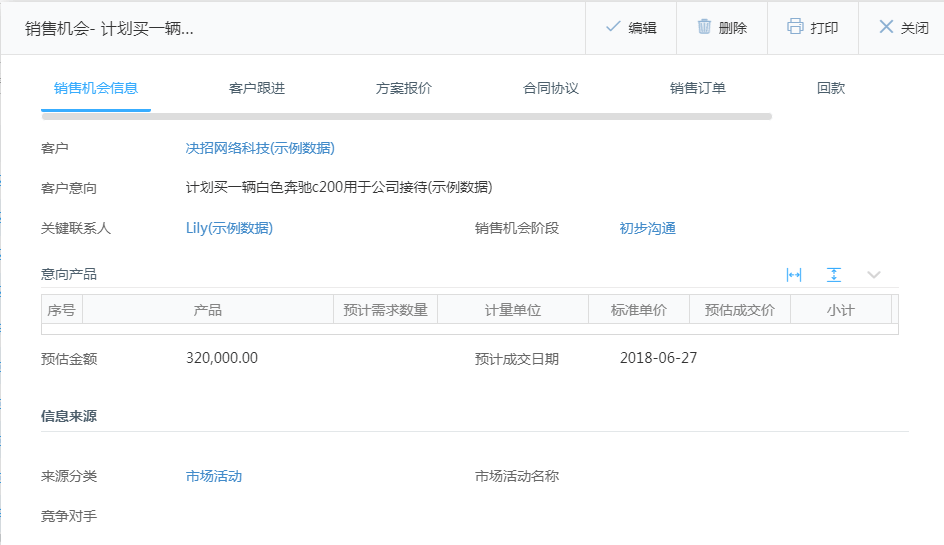 销售机会- 计划买一辆... 编辑 删除 打印 关闭
销售机会信息 客户跟进 方案报价 合同协议 销售订单 回款
客户 决招网络科技(示例数据)
客户意向 计划买一辆白色奔驰c200用于公司接待(示例数据)
关键联系人 Lily(示例数据) 销售机会阶段 初步沟通
意向产品
序号 产品 预计需求数量 计量单位 标准单价 预估成交价 小计
预估金额 320,000.00 预计成交日期 2018-06-27
信息来源
来源分类 市场活动 市场活动名称
竞争对手